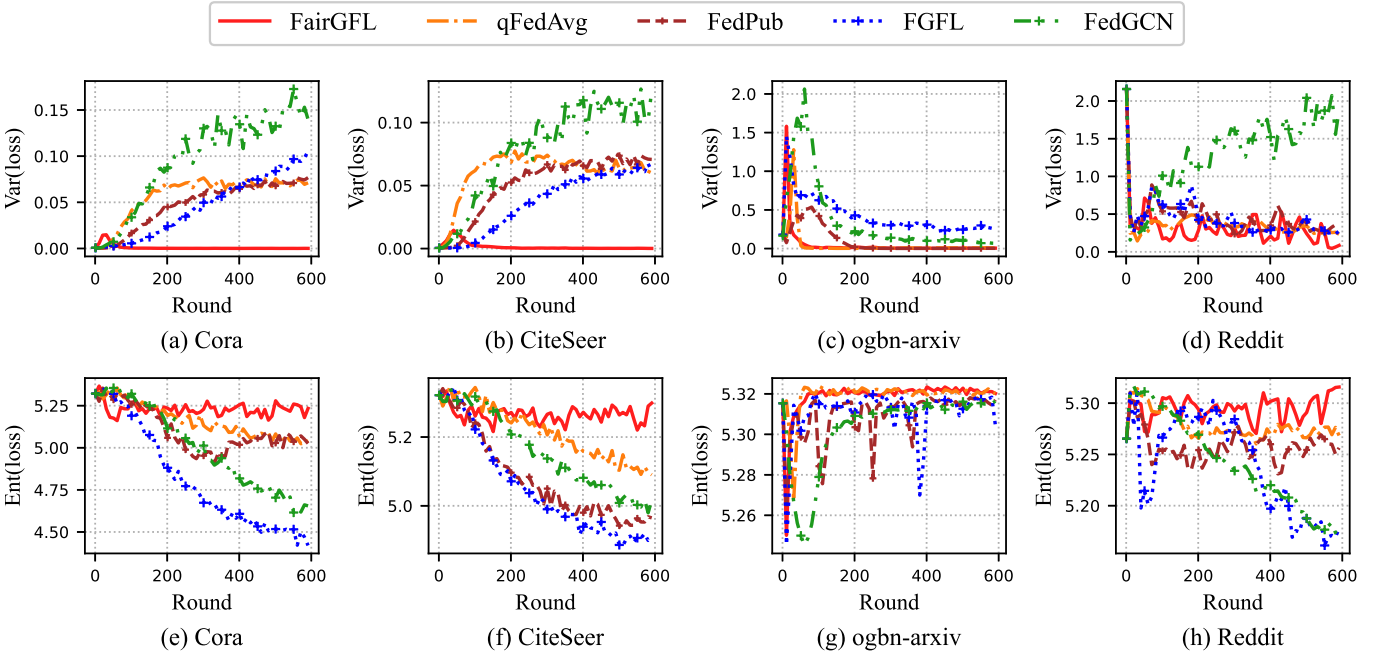 FairGFL qFedAvg FedPub FGFL FedGCN
Var(loss) 0.15 0.10 0.05 0.00
0 200 400 600
Round
(a) Cora
Var(loss) 0.10 0.05 0.00
0 200 400 600
Round
(b) CiteSeer
Var(loss) 2.0 1.5 1.0 0.5 0.0
0 200 400 600
Round
(c) ogbn-arxiv
Var(loss) 2.0 1.5 1.0 0.5 0.0
0 200 400 600
Round
(d) Reddit
Ent(loss) 5.25 5.00 4.75 4.50
0 200 400 600
Round
(e) Cora
Ent(loss) 5.2 5.0
0 200 400 600
Round
(f) CiteSeer
Ent(loss) 5.32 5.30 5.28 5.26
0 200 400 600
Round
(g) ogbn-arxiv
Ent(loss) 5.30 5.25 5.20
0 200 400 600
Round
(h) Reddit